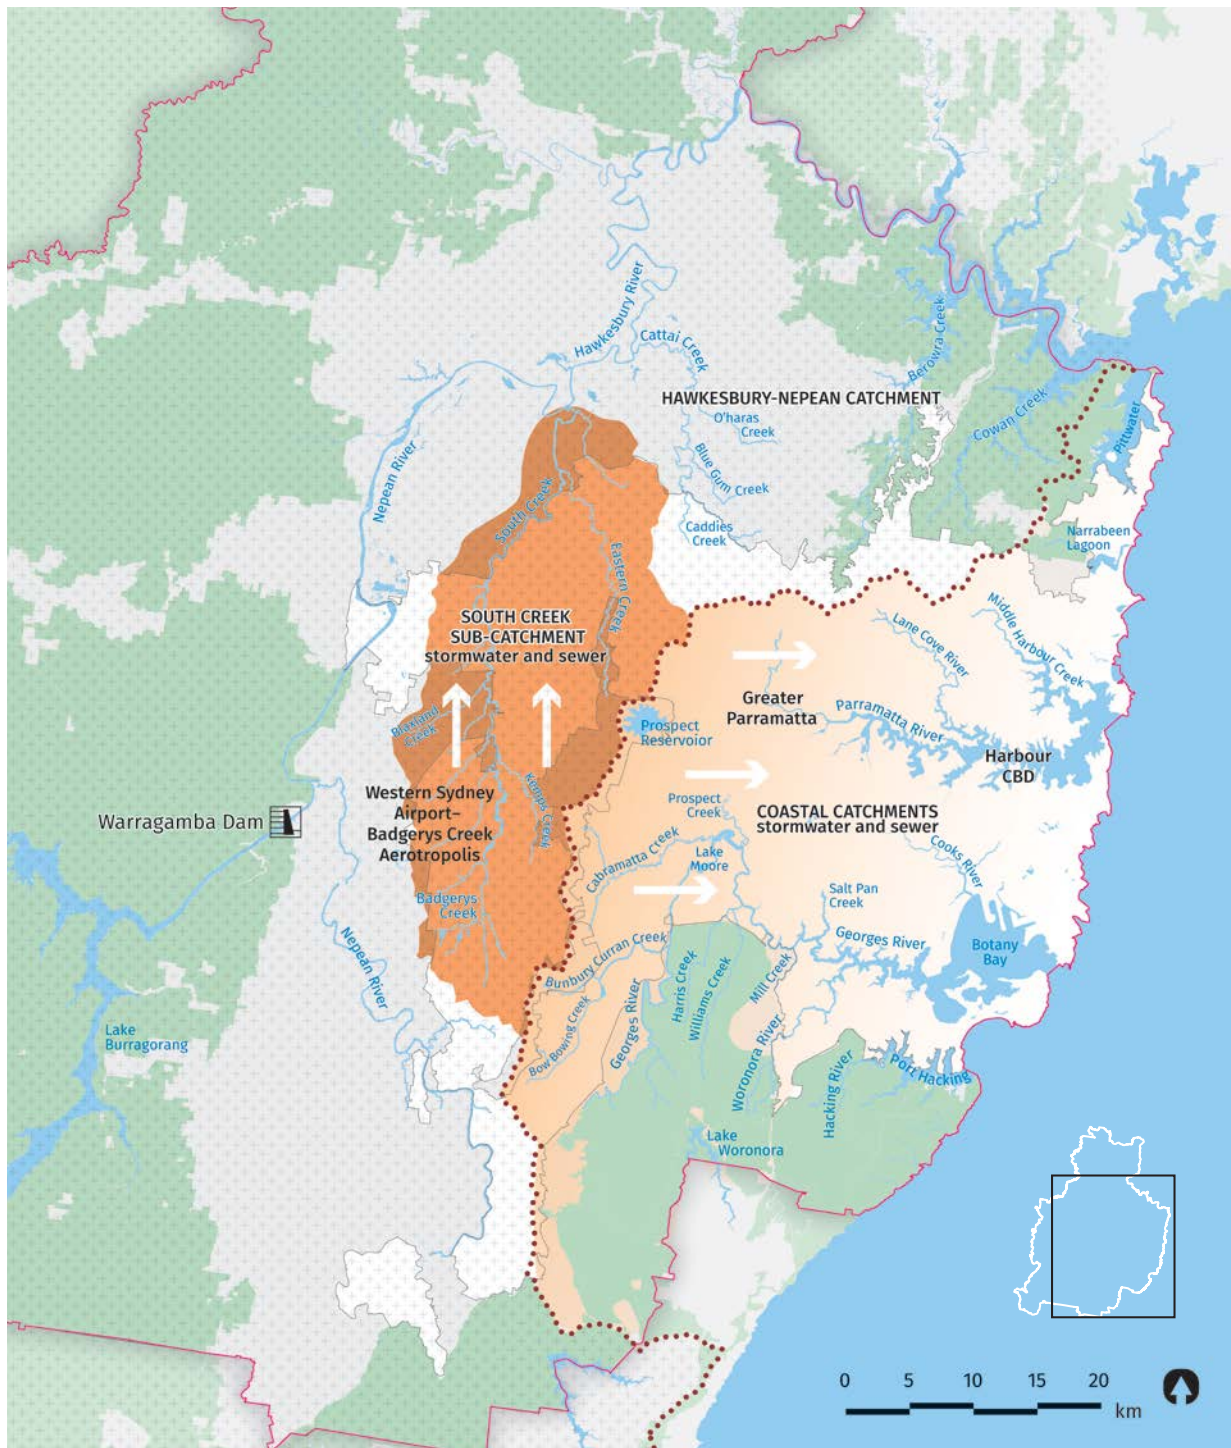 Hawkesbury River
Cattai Creek
Berowra Creek
HAWKESBURY-NEPEAN CATCHMENT
Cowan Creek
Pittwater
O'haras
Creek
Nepean River
Blue Gum Creek
South Creek
Caddies
Creek
Narrabeen
Lagoon
Eastern Creek
SOUTH CREEK
SUB-CATCHMENT
stormwater and sewer
Lane Cove River
Middle Harbour Creek
Greater
Parramatta
Parramatta River
Blaxland
Creek
Prospect
Reservoior
Harbour
CBD
Kemps Creek
Western Sydney
Airport–
Badgerys Creek
Aerotropolis
Warragamba Dam
Prospect
Creek
COASTAL CATCHMENTS
stormwater and sewer
Cabramatta Creek
Lake
Moore
Cooks River
Badgerys
Creek
Salt Pan
Creek
Georges River
Botany
Bay
Nepean River
Bunbury Curran Creek
Harris Creek
Williams Creek
Mill Creek
Bow Bowing Creek
Georges River
Woronora River
Lake
Burragorang
Hacking River
Port Hacking
Lake
Woronora
0 5 10 15 20
km